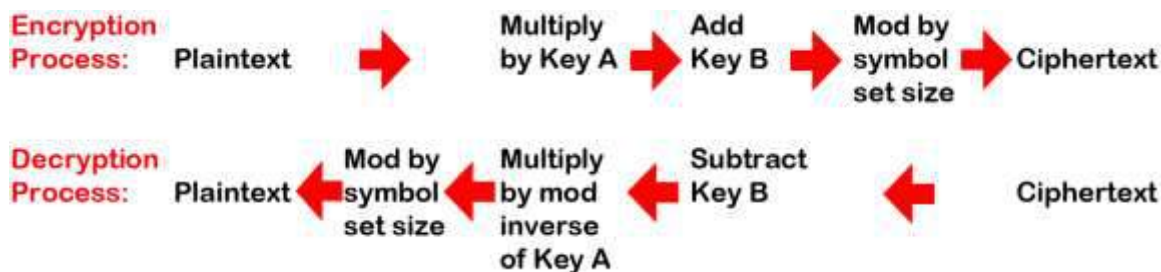 Encryption Multiply Add Mod by
Process: Plaintext by Key A Key B symbol Ciphertext
set size
Decryption Mod by Multiply Subtract
Process: Plaintext symbol by mod Key B Ciphertext
set size inverse
of Key A